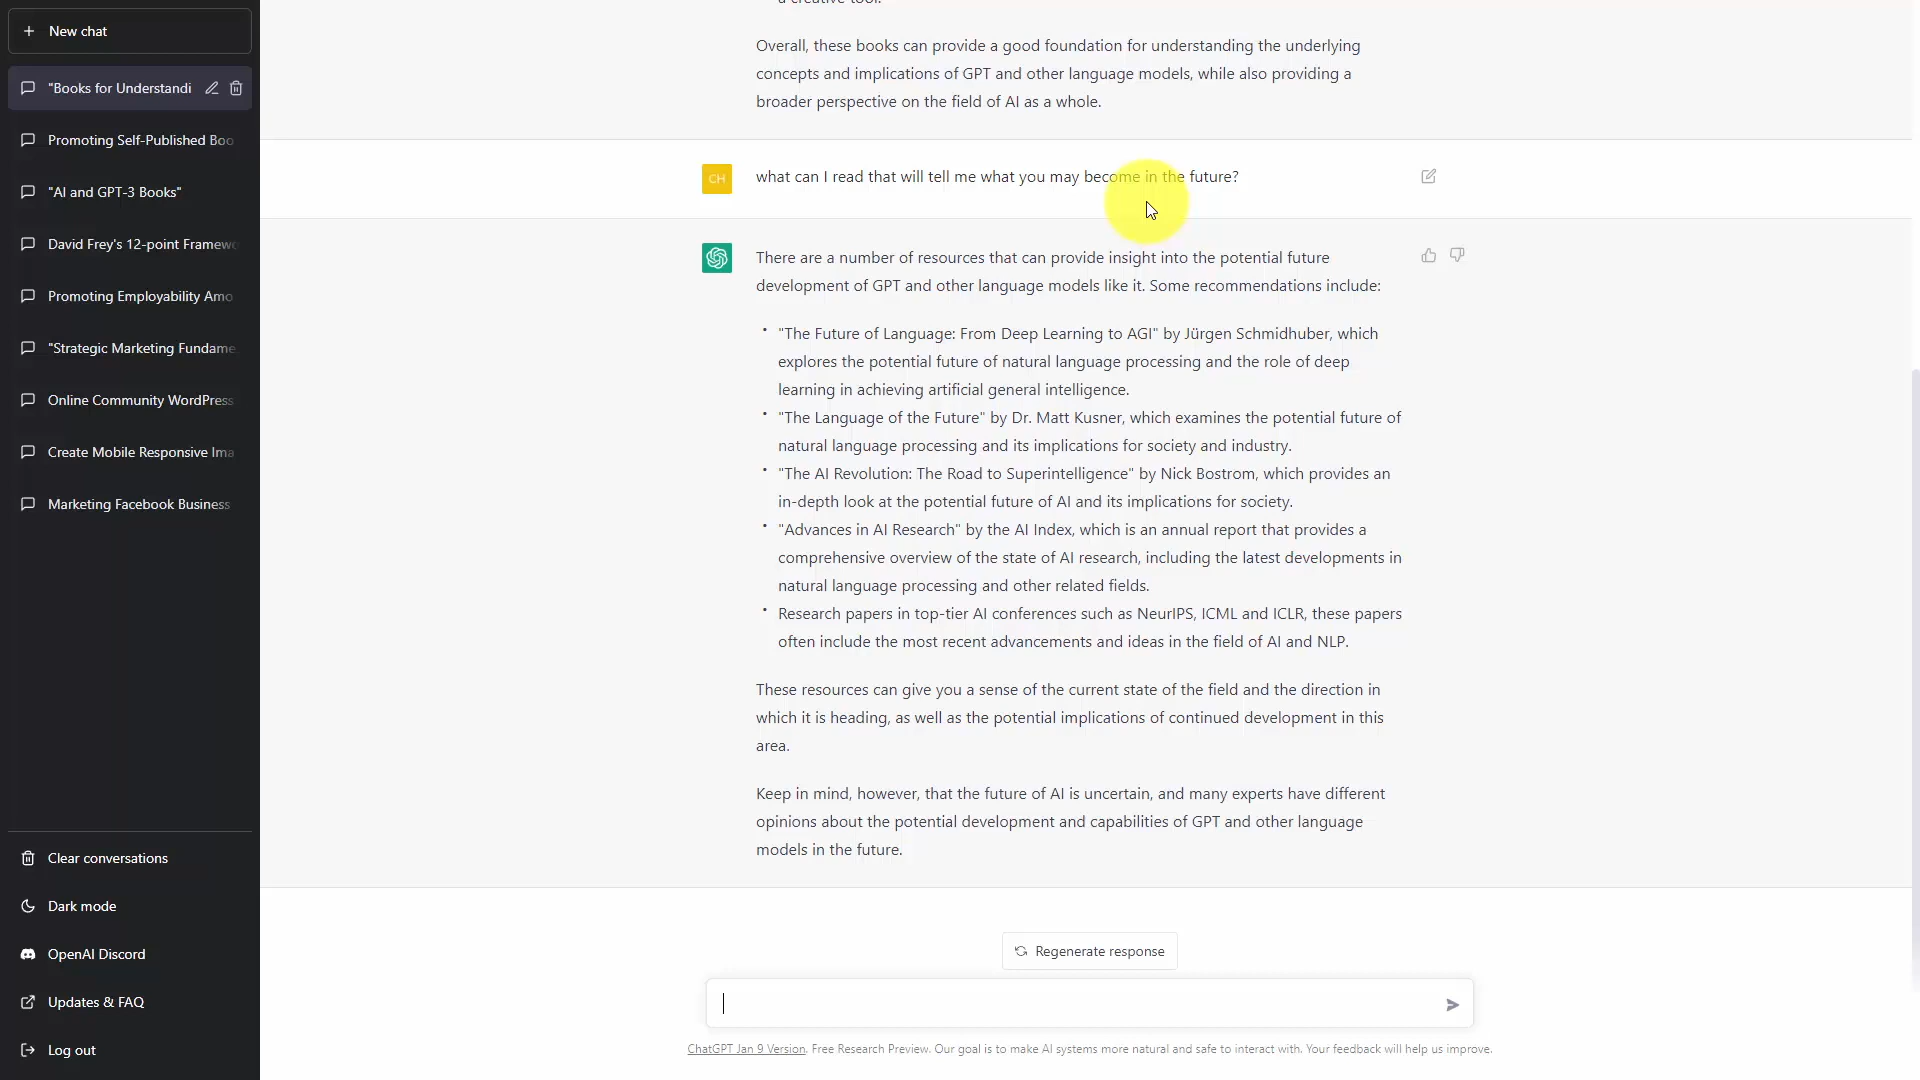 New chat
"Books for Understandi
Promoting Self-Published Boo
"AI and GPT-3 Books"
David Frey's 12-point Framewo
Promoting Employability Amo
"Strategic Marketing Fundame
Online Community WordPress
Create Mobile Responsive Ima
Marketing Facebook Business
Clear conversations
Dark mode
OpenAI Discord
Updates & FAQ
Log out
a creative tool.
Overall, these books can provide a good foundation for understanding the underlying
concepts and implications of GPT and other language models, while also providing a
broader perspective on the field of AI as a whole.
CH
what can I read that will tell me what you may become in the future?
There are a number of resources that can provide insight into the potential future
development of GPT and other language models like it. Some recommendations include:
• "The Future of Language: From Deep Learning to AGI" by Jürgen Schmidhuber, which
explores the potential future of natural language processing and the role of deep
learning in achieving artificial general intelligence.
• "The Language of the Future" by Dr. Matt Kusner, which examines the potential future of
natural language processing and its implications for society and industry.
• "The AI Revolution: The Road to Superintelligence" by Nick Bostrom, which provides an
in-depth look at the potential future of AI and its implications for society.
• "Advances in AI Research" by the AI Index, which is an annual report that provides a
comprehensive overview of the state of AI research, including the latest developments in
natural language processing and other related fields.
• Research papers in top-tier AI conferences such as NeurIPS, ICML and ICLR, these papers
often include the most recent advancements and ideas in the field of AI and NLP.
These resources can give you a sense of the current state of the field and the direction in
which it is heading, as well as the potential implications of continued development in this
area.
Keep in mind, however, that the future of AI is uncertain, and many experts have different
opinions about the potential development and capabilities of GPT and other language
models in the future.
Regenerate response
ChatGPT Jan 9 Version. Free Research Preview. Our goal is to make AI systems more natural and safe to interact with. Your feedback will help us improve.